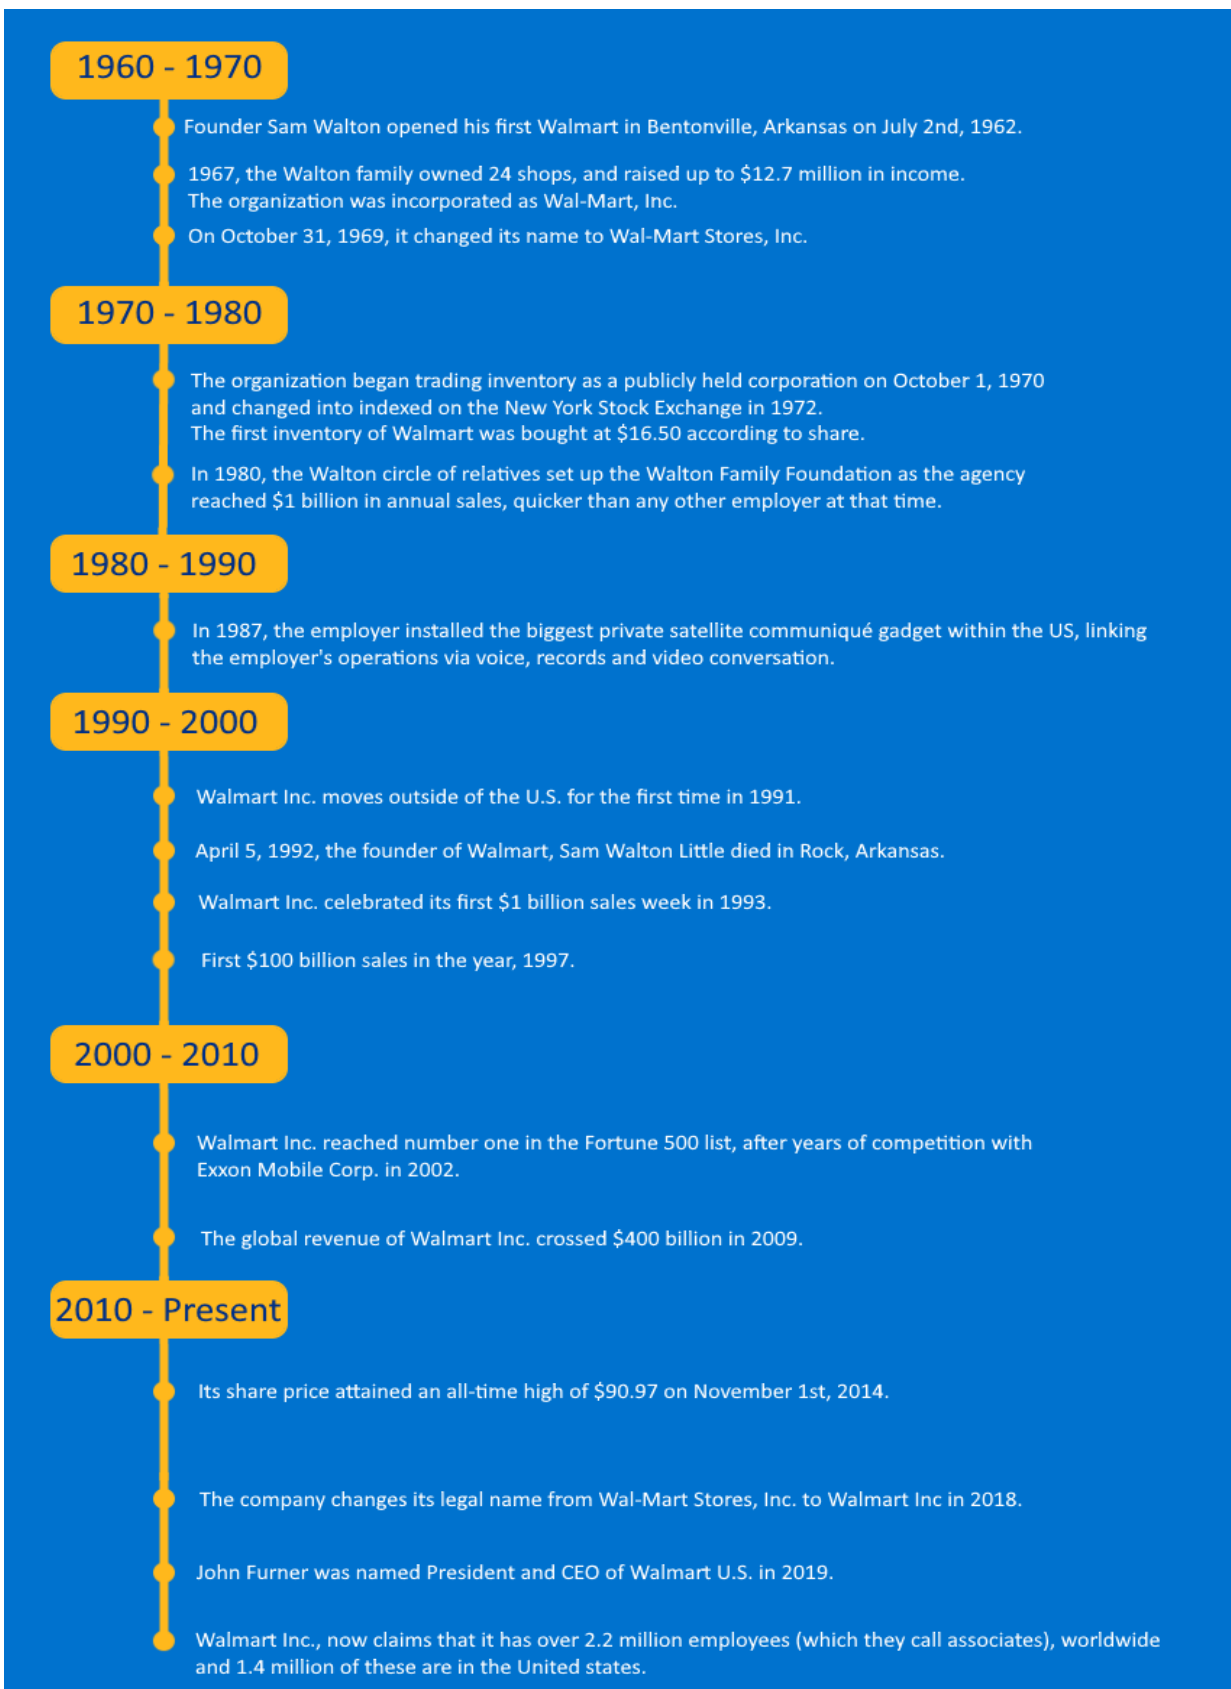 1960 - 1970
Founder Sam Walton opened his first Walmart in Bentonville, Arkansas on July 2nd, 1962.
1967, the Walton family owned 24 shops, and raised up to $12.7 million in income.
The organization was incorporated as Wal-Mart, Inc.
On October 31, 1969, it changed its name to Wal-Mart Stores, Inc.
1970 - 1980
The organization began trading inventory as a publicly held corporation on October 1, 1970
and changed into indexed on the New York Stock Exchange in 1972.
The first inventory of Walmart was bought at $16.50 according to share.
In 1980, the Walton circle of relatives set up the Walton Family Foundation as the agency
reached $1 billion in annual sales, quicker than any other employer at that time.
1980 - 1990
In 1987, the employer installed the biggest private satellite communiqué gadget within the US, linking
the employer's operations via voice, records and video conversation.
1990 - 2000
Walmart Inc. moves outside of the U.S. for the first time in 1991.
April 5, 1992, the founder of Walmart, Sam Walton Little died in Rock, Arkansas.
Walmart Inc. celebrated its first $1 billion sales week in 1993.
First $100 billion sales in the year, 1997.
2000 - 2010
Walmart Inc. reached number one in the Fortune 500 list, after years of competition with
Exxon Mobile Corp. in 2002.
The global revenue of Walmart Inc. crossed $400 billion in 2009.
2010 - Present
Its share price attained an all-time high of $90.97 on November 1st, 2014.
The company changes its legal name from Wal-Mart Stores, Inc. to Walmart Inc in 2018.
John Furner was named President and CEO of Walmart U.S. in 2019.
Walmart Inc., now claims that it has over 2.2 million employees (which they call associates), worldwide
and 1.4 million of these are in the United states.